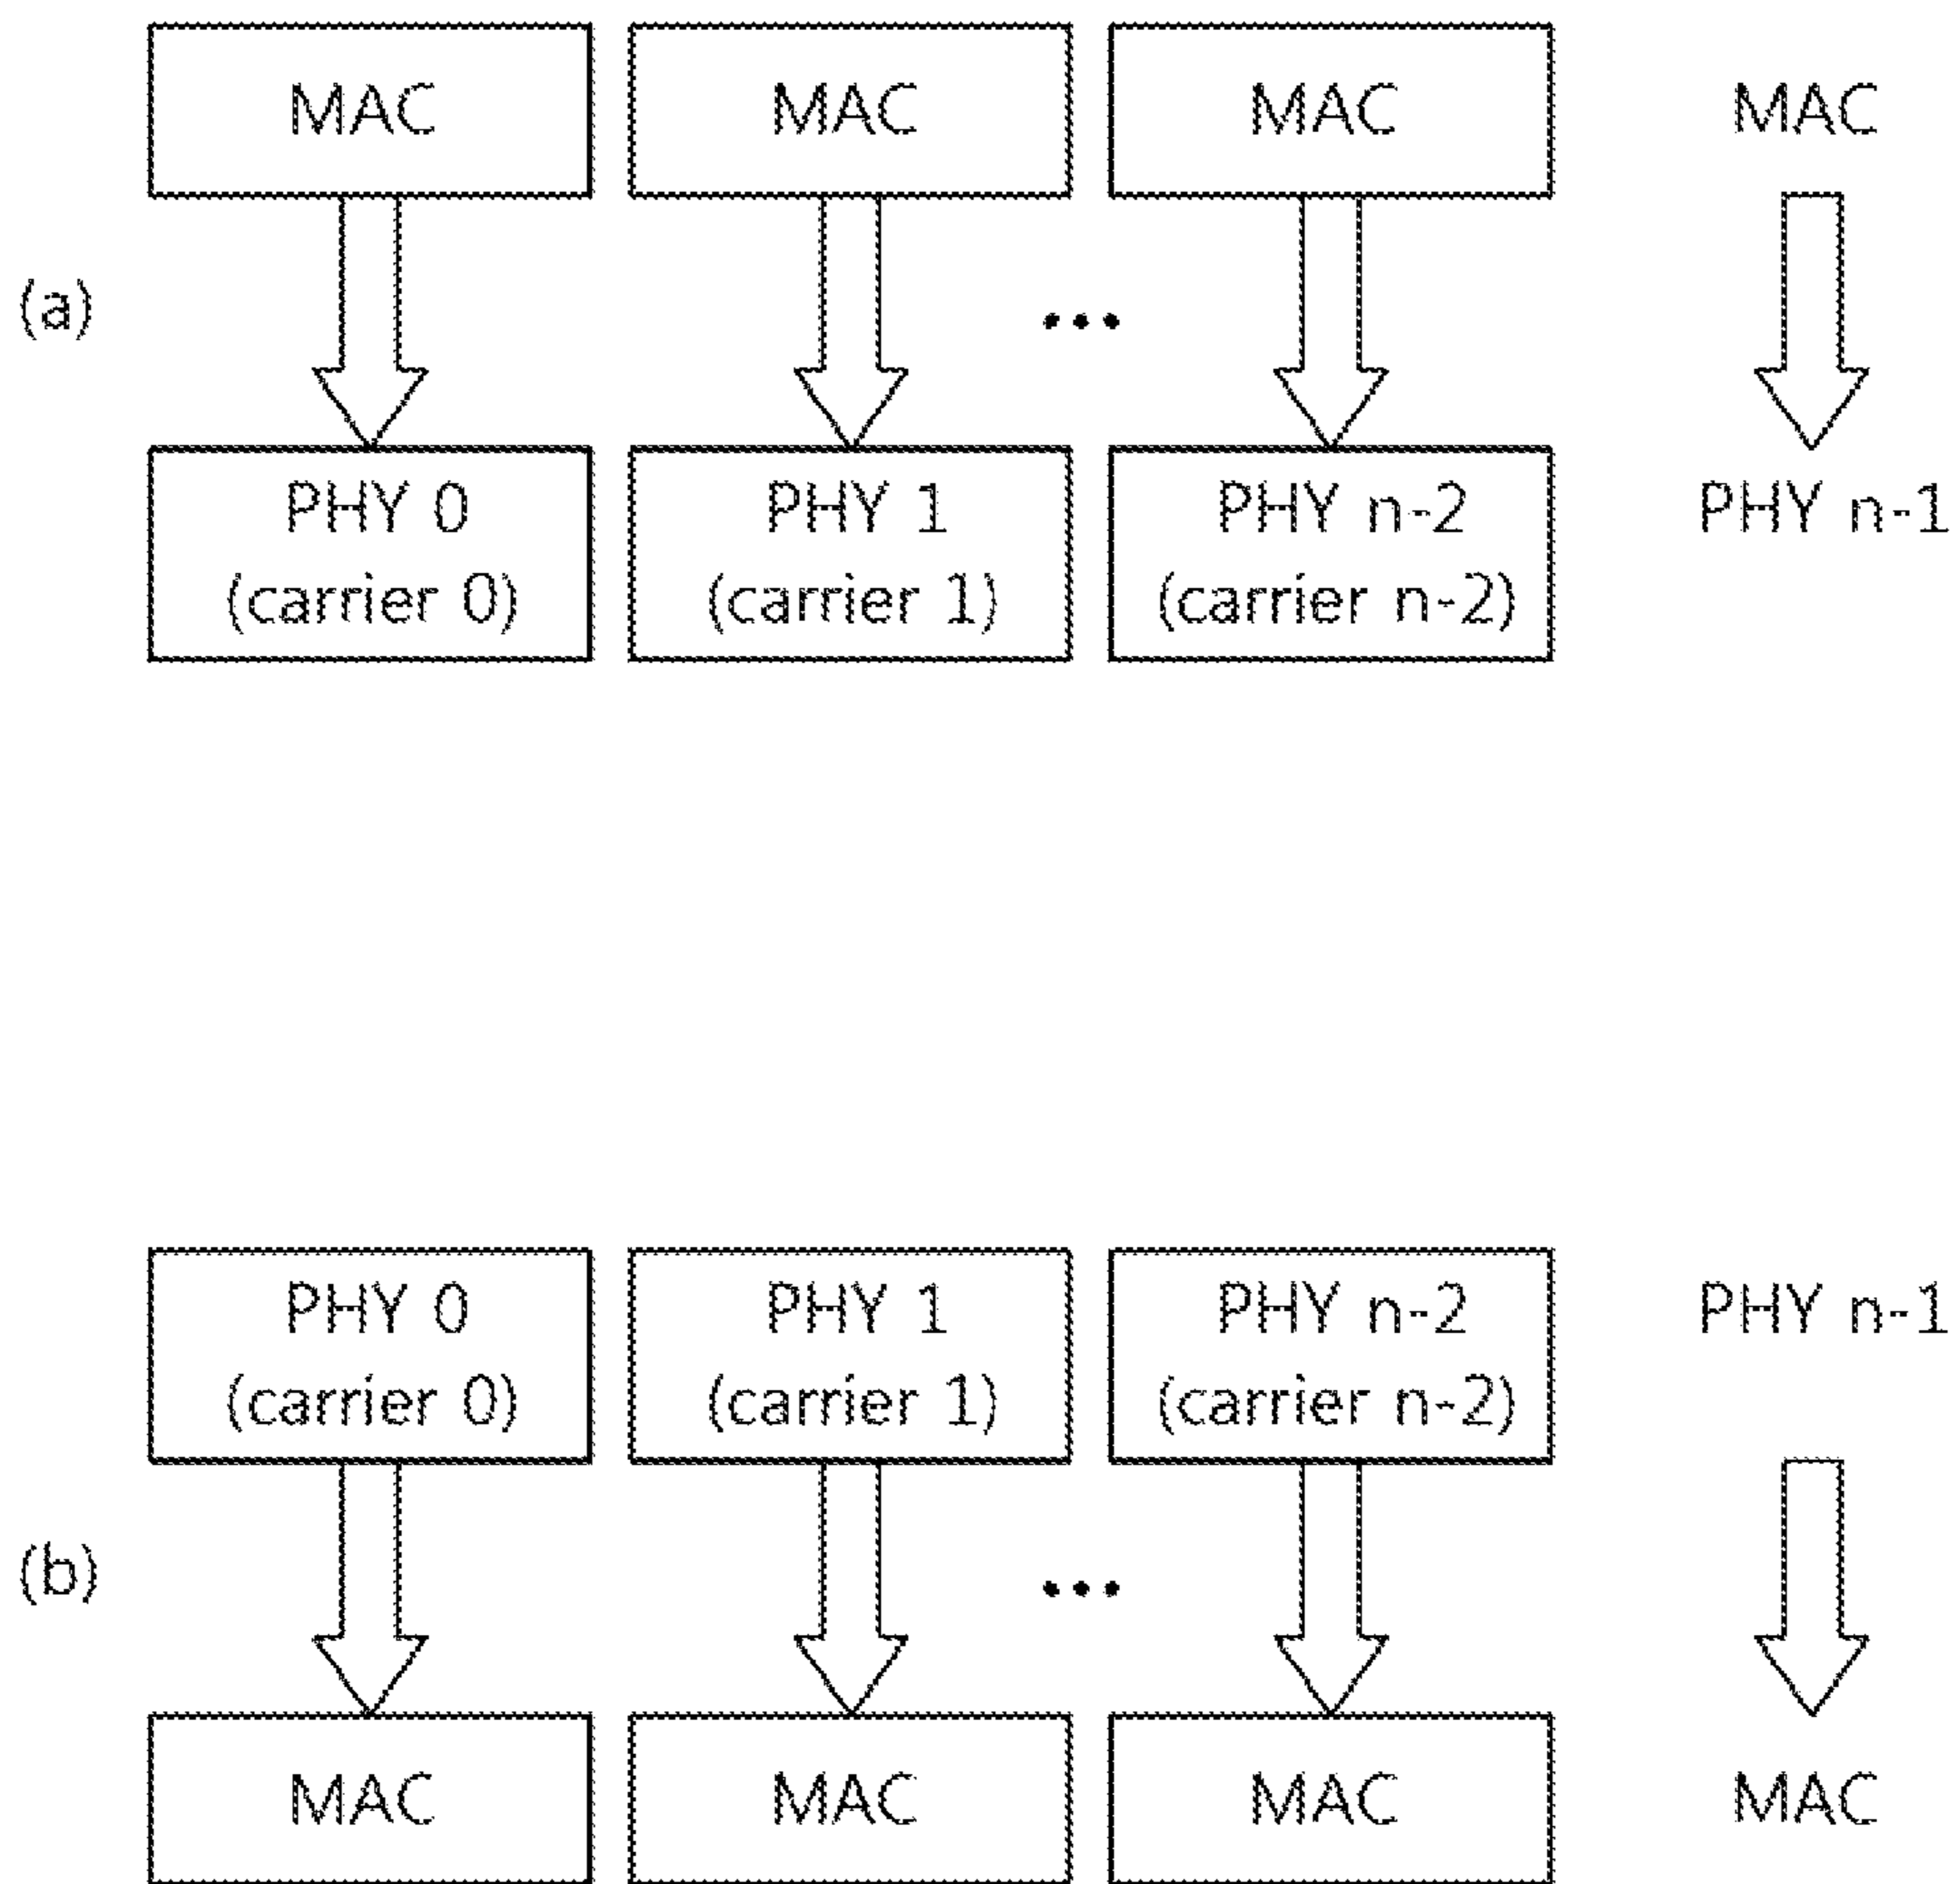 MAC MAC MAC MAC
(a)
...
PHY 0 PHY 1 PHY n-2 PHY n-1
(carrier 0) (carrier 1) (carrier n-2)
PHY 0 PHY 1 PHY n-2 PHY n-1
(carrier 0) (carrier 1) (carrier n-2)
(b)
...
MAC MAC MAC MAC